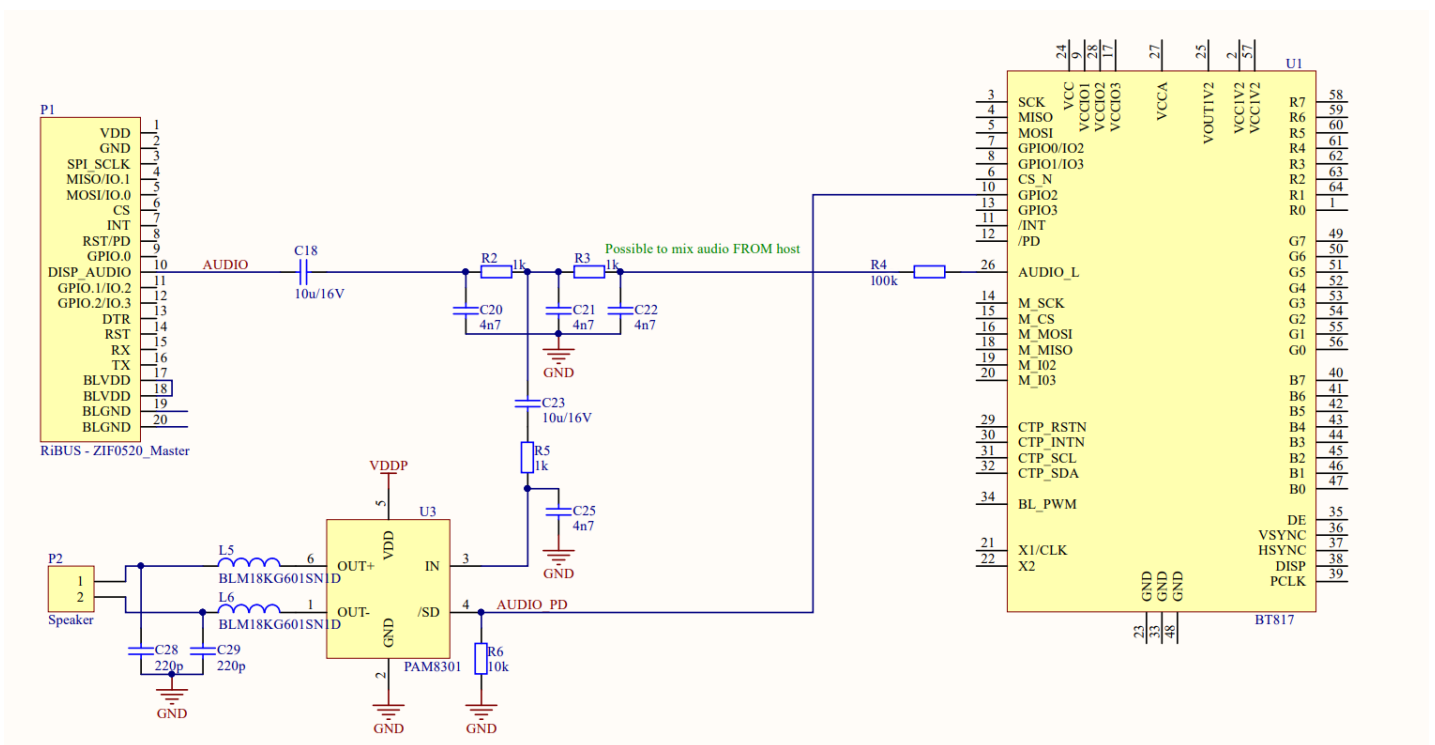 P1
VDD 1
GND 2
SPI_SCLK 3
MISO/IO.1 4
MOSI/IO.0 5
CS 6
INT 7
RST/PD 8
GPIO.0 9
DISP_AUDIO 10
GPIO.1/IO.2 11
GPIO.2/IO.3 12
DTR 13
RST 14
RX 15
TX 16
BLVDD 17
BLVDD 18
BLGND 19
BLGND 20
RiBUS - ZIF0520_Master
AUDIO
C18
10u/16V
R2
1k
R3
1k
Possible to mix audio FROM host
R4
100k
C20
4n7
C21
4n7
C22
4n7
GND
C23
10u/16V
R5
1k
C25
4n7
GND
VDDP
5
U3
VDD
6 OUT+
IN 3
1 OUT-
/SD 4
GND
2
PAM8301
GND
AUDIO_PD
R6
10k
GND
L5
BLM18KG601SN1D
L6
BLM18KG601SN1D
P2
1
2
Speaker
C28
220p
C29
220p
GND
U1
24 VCC
9 VCCIO1
28 VCCIO2
17 VCCIO3
27 VCCA
25 VOUT1V2
2 VCC1V2
57 VCC1V2
3 SCK
4 MISO
5 MOSI
7 GPIO0/IO2
8 GPIO1/IO3
6 CS_N
10 GPIO2
13 GPIO3
11 /INT
12 /PD
26 AUDIO_L
14 M_SCK
15 M_CS
16 M_MOSI
18 M_MISO
19 M_I02
20 M_I03
29 CTP_RSTN
30 CTP_INTN
31 CTP_SCL
32 CTP_SDA
34 BL_PWM
21 X1/CLK
22 X2
R7 58
R6 59
R5 60
R4 61
R3 62
R2 63
R1 64
R0 1
G7 49
G6 50
G5 51
G4 52
G3 53
G2 54
G1 55
G0 56
B7 40
B6 41
B5 42
B4 43
B3 44
B2 45
B1 46
B0 47
DE 35
VSYNC 36
HSYNC 37
DISP 38
PCLK 39
GND 23
GND 33
GND 48
BT817